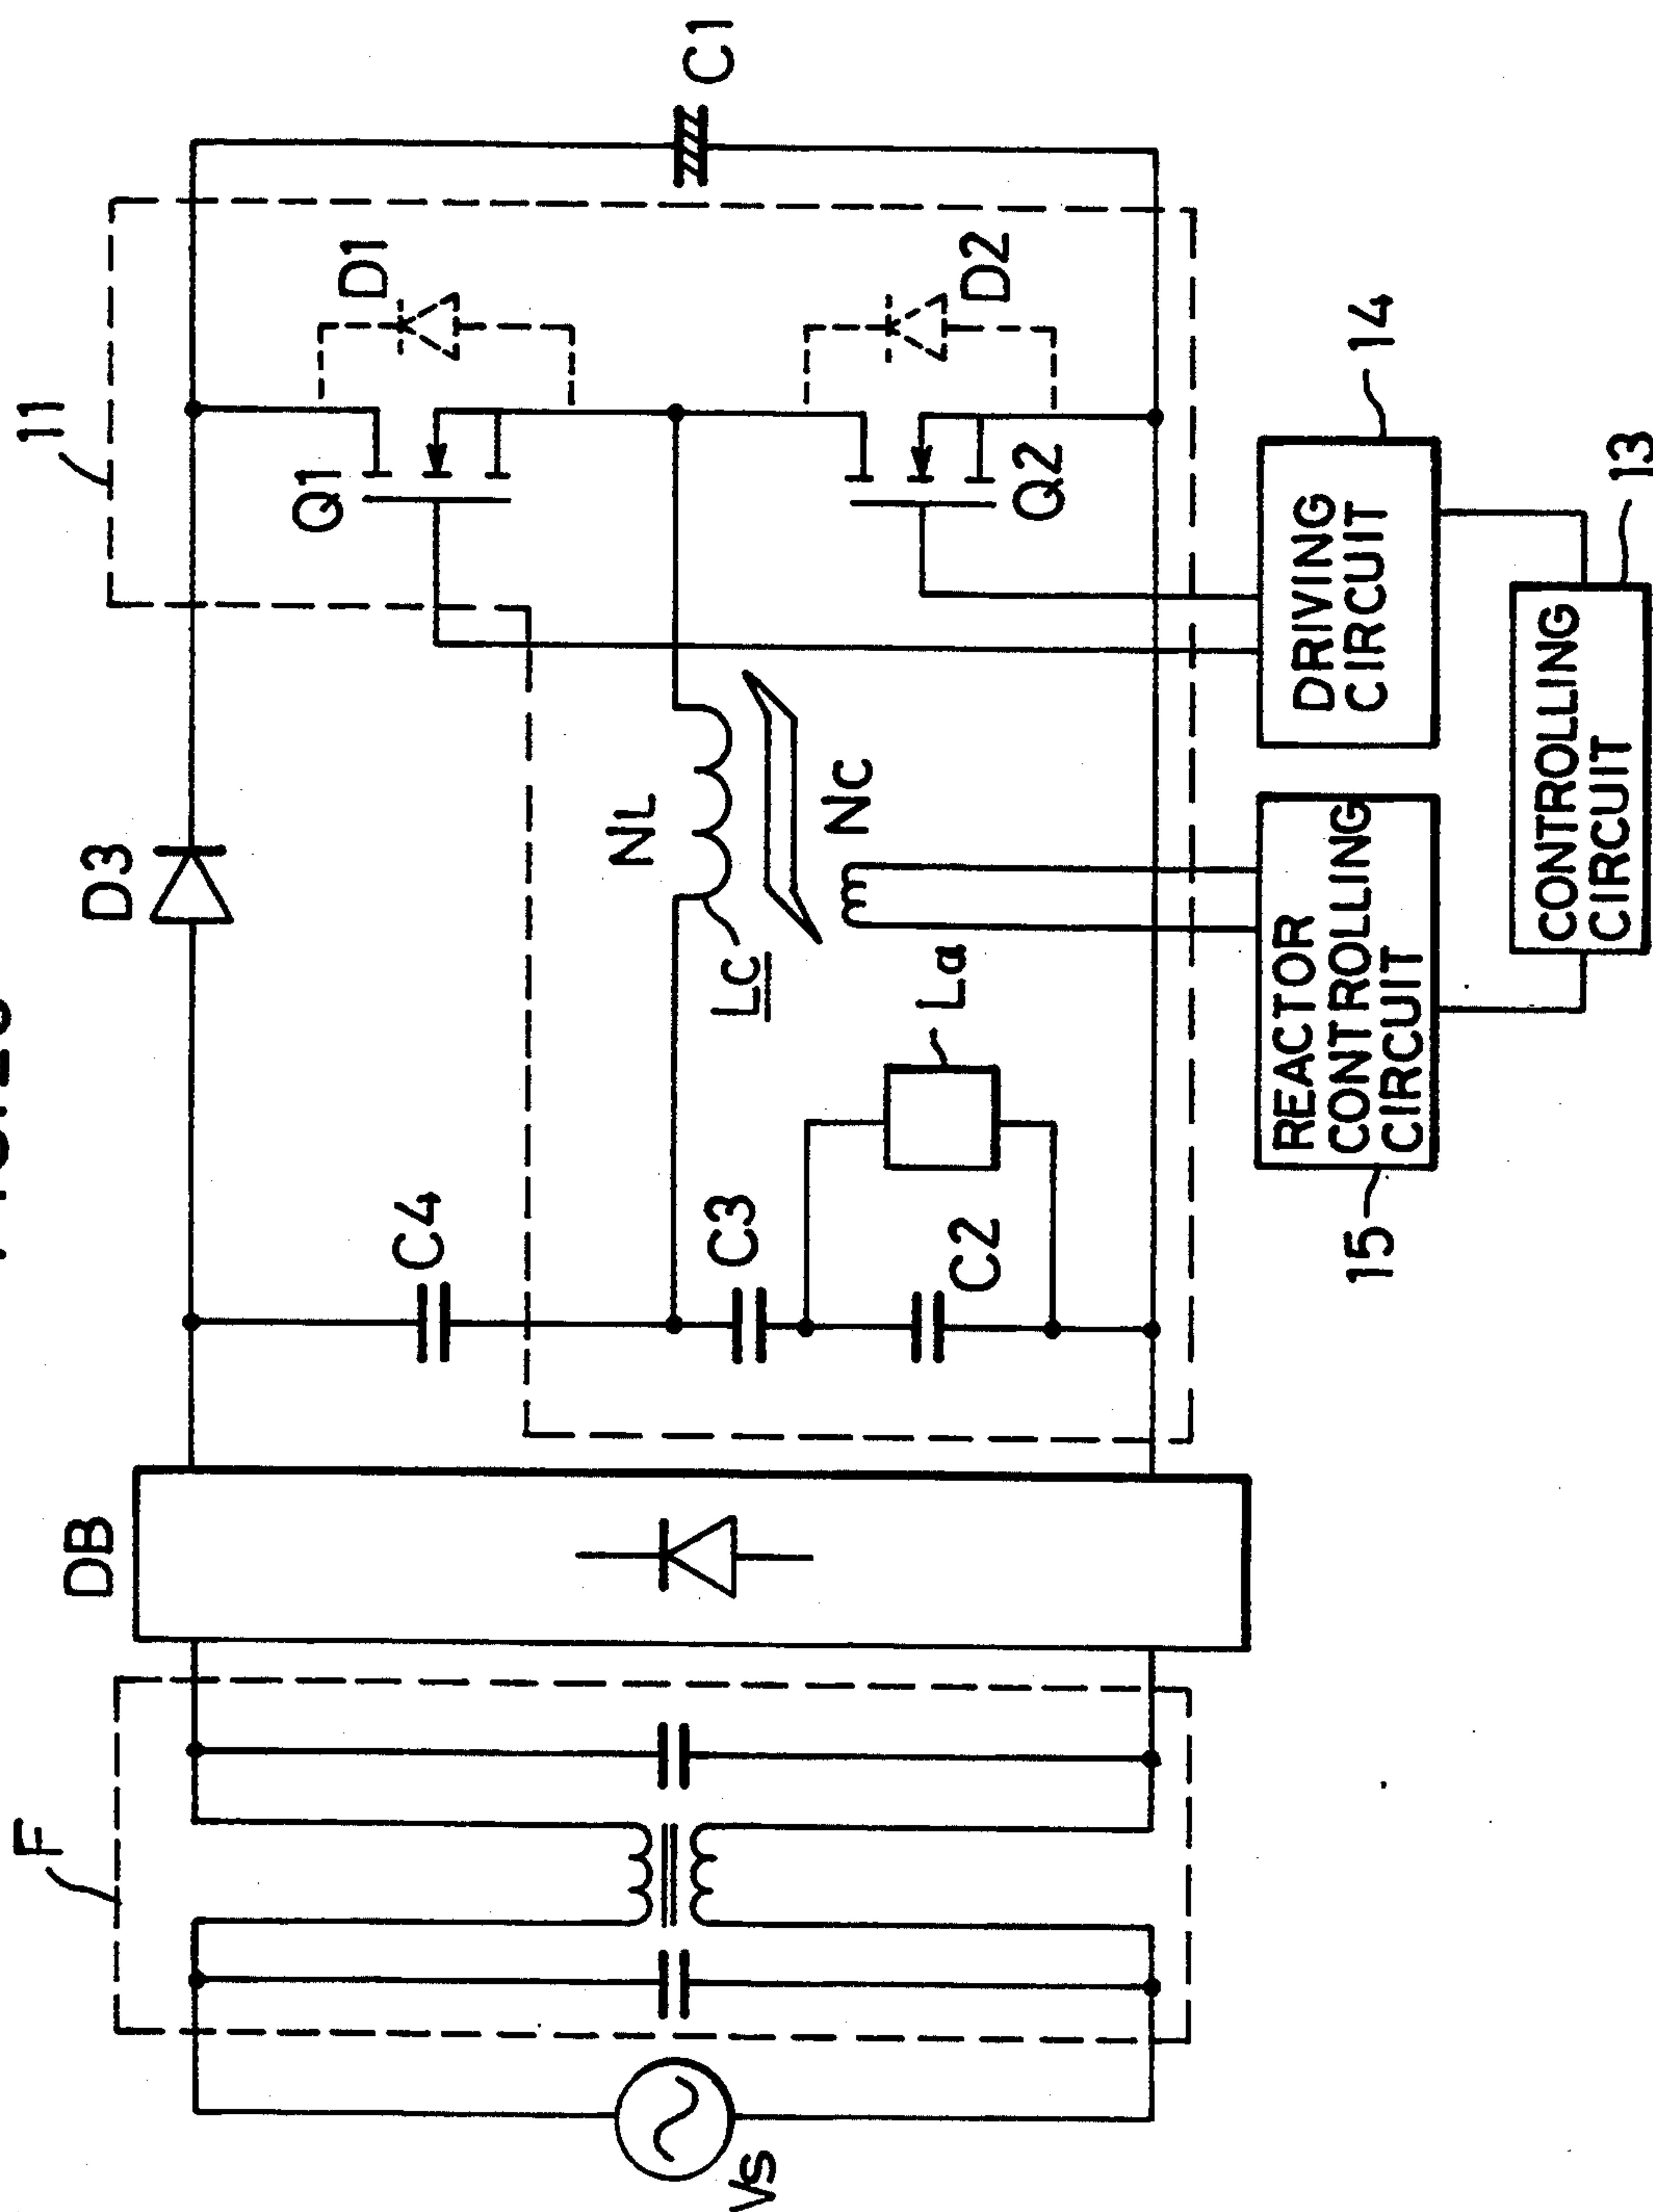 F
DB
D3
11
C4
Q1
D1
C1
NL
Lc
Nc
C3
C2
La
Q2
D2
Vs
15
REACTOR
CONTROLLING
CIRCUIT
DRIVING
CIRCUIT
14
CONTROLLING
CIRCUIT
13